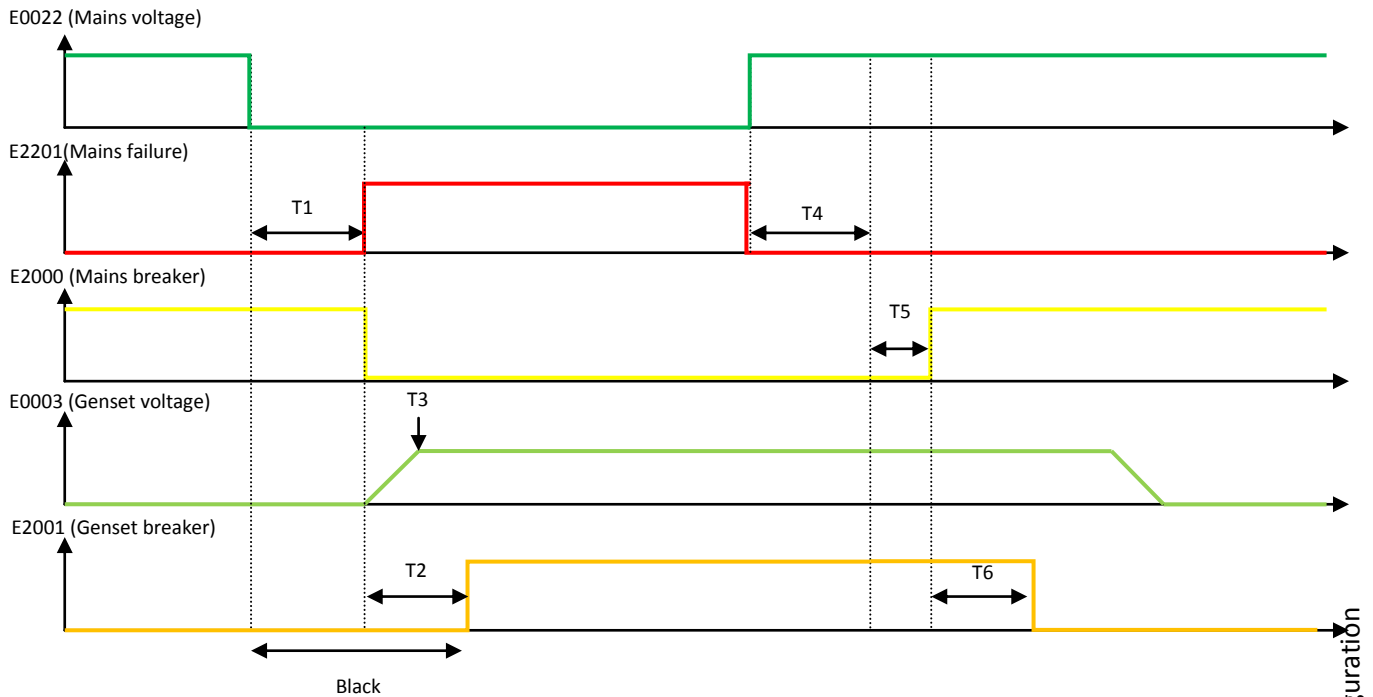 E0022 (Mains voltage)
E2201(Mains failure)
T1
T4
E2000 (Mains breaker)
T5
E0003 (Genset voltage)
T3
E2001 (Genset breaker)
T2
T6
Black